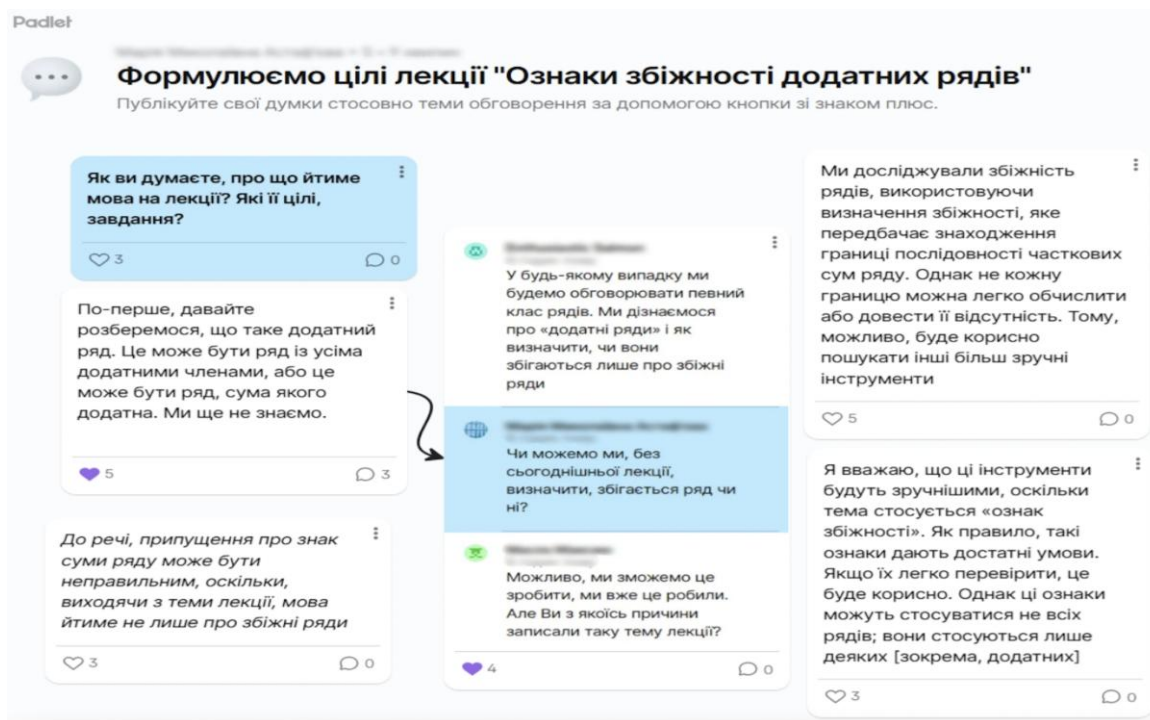 Padlet
Формулюємо цілі лекції "Ознаки збіжності додатних рядів"
Публікуйте свої думки стосовно теми обговорення за допомогою кнопки зі знаком плюс.
Як ви думаєте, про що йтиме
мова на лекції? Які її цілі,
завдання?
3
0
По-перше, давайте
розберемося, що таке додатний
ряд. Це може бути ряд із усіма
додатними членами, або це
може бути ряд, сума якого
додатна. Ми ще не знаємо.
5
3
До речі, припущення про знак
суми ряду може бути
неправильним, оскільки,
виходячи з теми лекції, мова
йтиме не лише про збіжні ряди
3
0
У будь-якому випадку ми
будемо обговорювати певний
клас рядів. Ми дізнаємося
про «додатні ряди» і як
визначити, чи вони
збігаються лише про збіжні
ряди
Чи можемо ми, без
сьогоднішньої лекції,
визначити, збігається ряд чи
ні?
Можливо, ми зможемо це
зробити, ми вже це робили.
Але Ви з якоїсь причини
записали таку тему лекції?
4
0
Ми досліджували збіжність
рядів, використовуючи
визначення збіжності, яке
передбачає знаходження
границі послідовності часткових
сум ряду. Однак не кожну
границю можна легко обчислити
або довести її відсутність. Тому,
можливо, буде корисно
пошукати інші більш зручні
інструменти
5
0
Я вважаю, що ці інструменти
будуть зручнішими, оскільки
тема стосується «ознак
збіжності». Як правило, такі
ознаки дають достатні умови.
Якщо їх легко перевірити, це
буде корисно. Однак ці ознаки
можуть стосуватися не всіх
рядів; вони стосуються лише
деяких [зокрема, додатних]
3
0